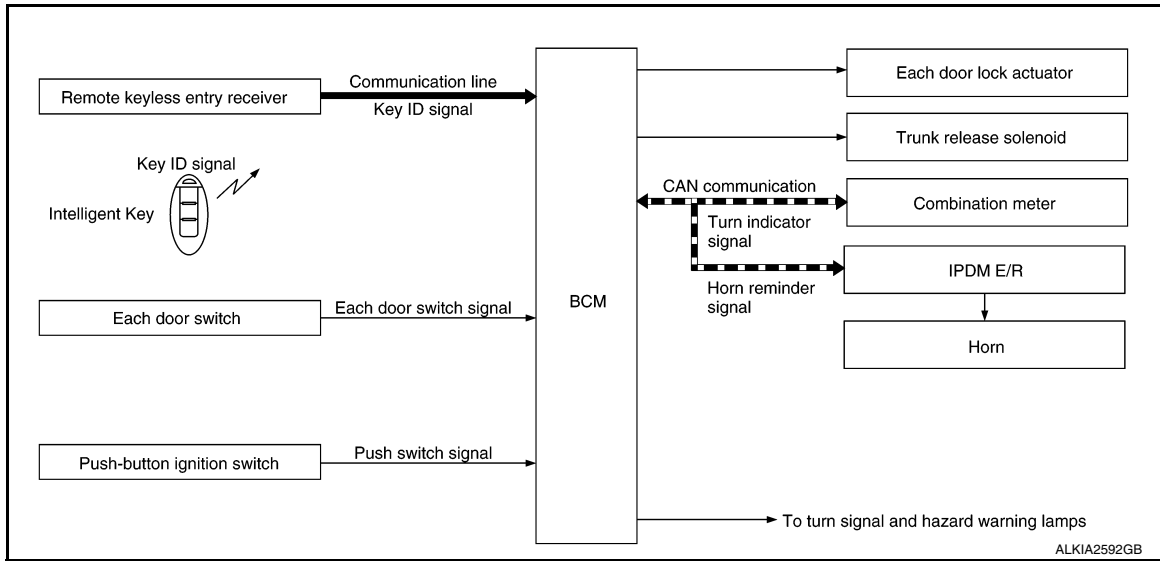 Remote keyless entry receiver
Communication line
Key ID signal
Key ID signal
Intelligent Key
Each door switch
Each door switch signal
Push-button ignition switch
Push switch signal
BCM
Each door lock actuator
Trunk release solenoid
CAN communication
Combination meter
Turn indicator
signal
IPDM E/R
Horn reminder
signal
Horn
To turn signal and hazard warning lamps
ALKIA2592GB